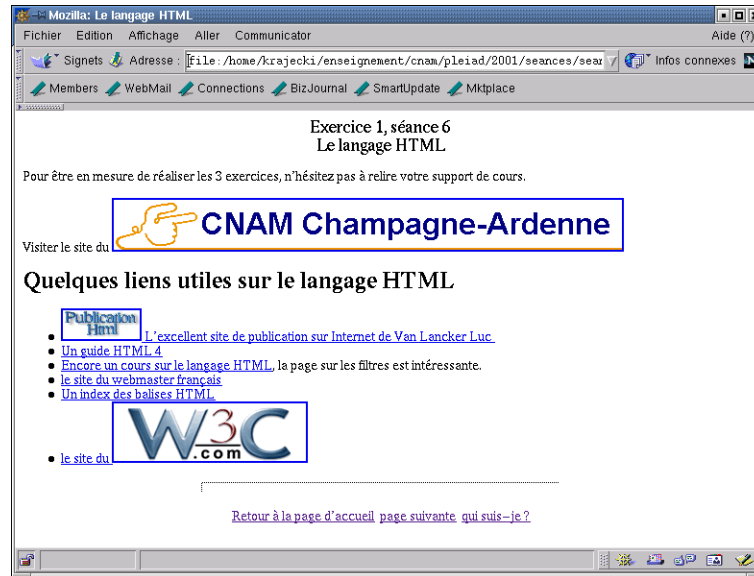 Mozilla: Le langage HTML
Fichier Edition Affichage Aller Communicator Aide (?)
Signets Adresse : file:/home/krajecki/enseignement/cnam/pleiad/2001/seances/sear Infos connexes N
Members WebMail Connections BizJournal SmartUpdate Mktplace
Exercice 1, séance 6
Le langage HTML
Pour être en mesure de réaliser les 3 exercices, n'hésitez pas à relire votre support de cours.
Visiter le site du CNAM Champagne-Ardenne
Quelques liens utiles sur le langage HTML
Publication
Html L'excellent site de publication sur Internet de Van Lancker Luc
Un guide HTML 4
Encore un cours sur le langage HTML, la page sur les filtres est intéressante.
le site du webmaster français
Un index des balises HTML
le site du W3C .com
Retour à la page d'accueil page suivante qui suis-je ?